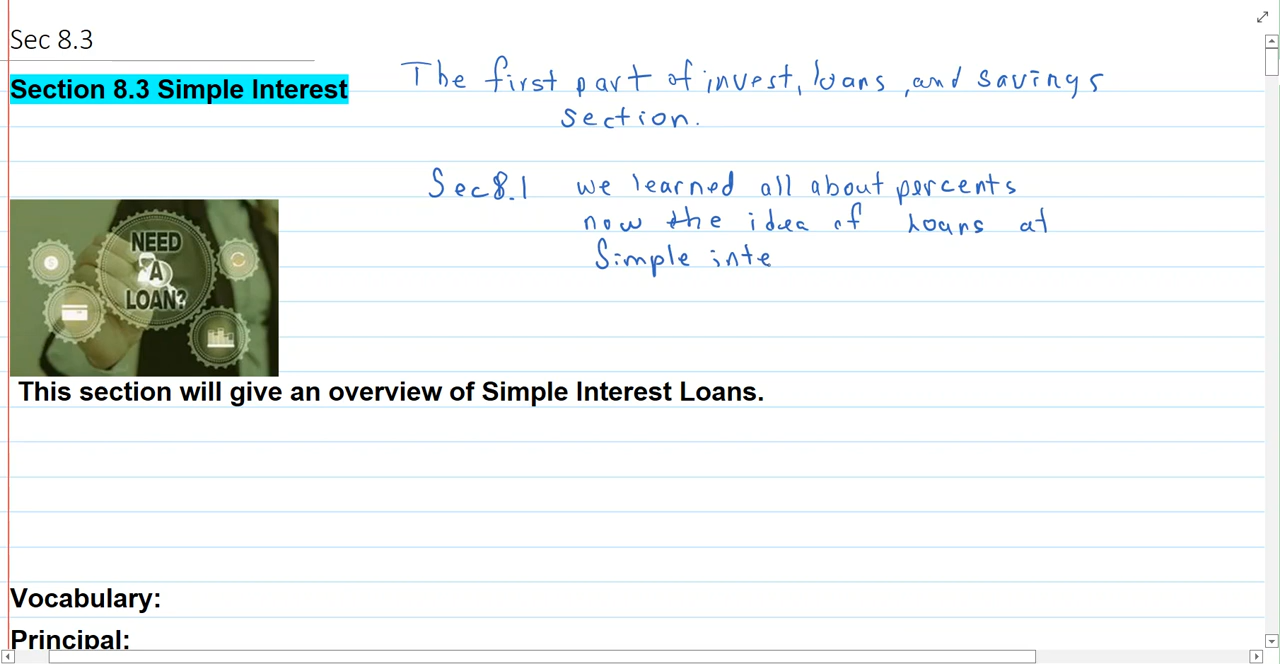 Sec 8.3
Section 8.3 Simple Interest
The first part of invest, loans, and savings
section.
Sec 8.1 we learned all about percents
now the idea of loans at
Simple inte
NEED
A
LOAN?
This section will give an overview of Simple Interest Loans.
Vocabulary:
Principal: